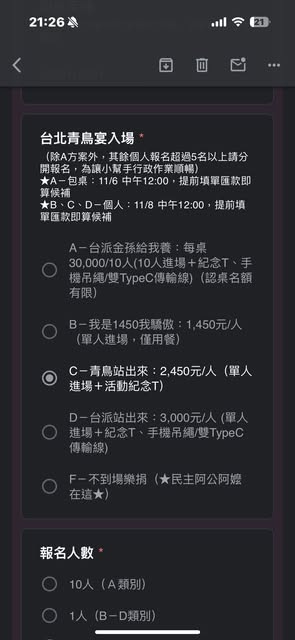 21:26
21
台北青鳥宴入場 *
（除A方案外，其餘個人報名超過5名以上請分
開報名，為讓小幫手行政作業順暢）
★A－包桌：11/6 中午12:00，提前填單匯款即
算候補
★B、C、D－個人：11/8 中午12:00，提前填
單匯款即算候補
A－台派金孫給我養：每桌
30,000/10人(10人進場＋紀念T、手
機吊繩/雙TypeC傳輸線)（認桌名額
有限）
B－我是1450我驕傲：1,450元/人
（單人進場，僅用餐）
C－青鳥站出來：2,450元/人（單人
進場＋活動紀念T）
D－台派站出來：3,000元/人 (單人
進場＋紀念T、手機吊繩/雙TypeC
傳輸線）
F－不到場樂捐（★民主阿公阿嬤
在這★）
報名人數 *
10人（Ａ類別）
1人（B－D類別）